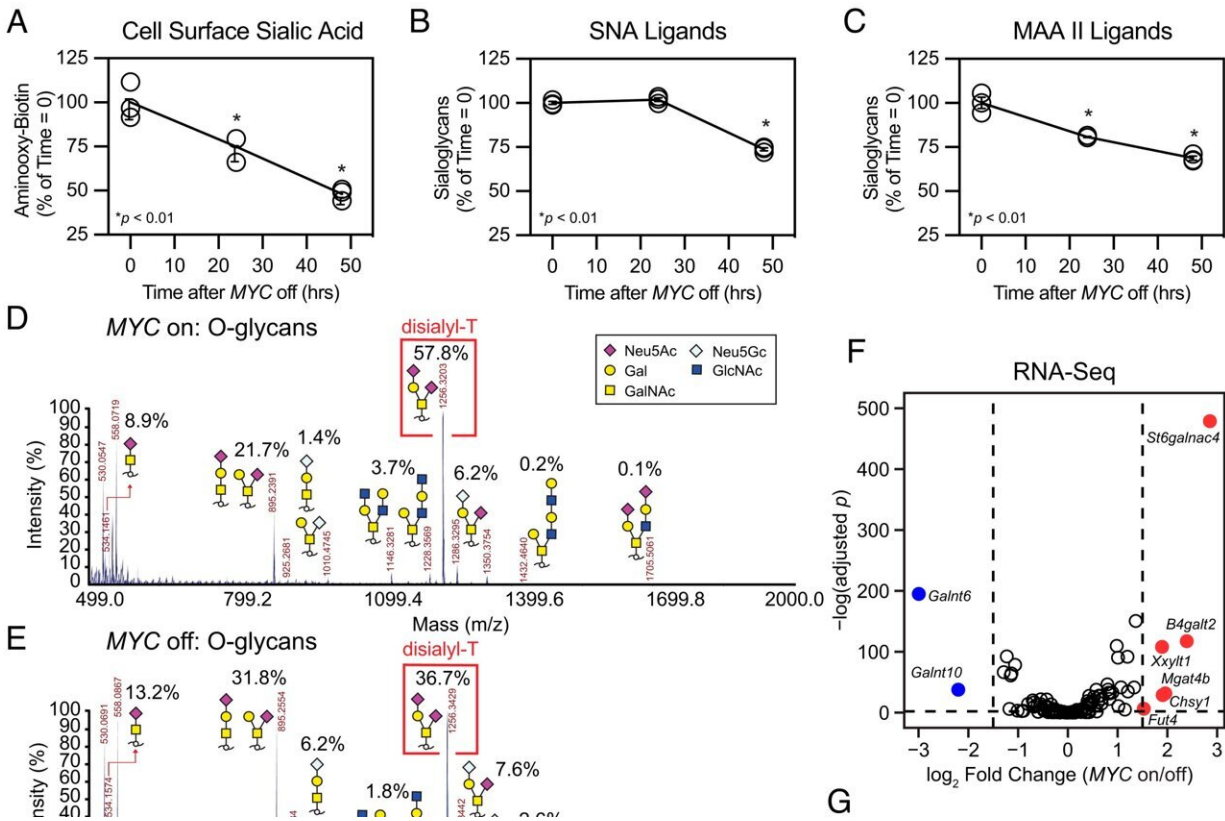 A
Cell Surface Sialic Acid
Aminooxy-Biotin
(% of Time = 0)
125
100
75
50
25
*
*
*p < 0.01
0 10 20 30 40 50
Time after MYC off (hrs)
B
SNA Ligands
Sialoglycans
(% of Time = 0)
125
100
75
50
25
*
*p < 0.01
0 10 20 30 40 50
Time after MYC off (hrs)
C
MAA II Ligands
Sialoglycans
(% of Time = 0)
125
100
75
50
25
*
*
*p < 0.01
0 10 20 30 40 50
Time after MYC off (hrs)
D
MYC on: O-glycans
disialyl-T
57.8%
Neu5Ac
Neu5Gc
Gal
GlcNAc
GalNAc
Intensity (%)
100
90
80
70
60
50
40
30
20
10
0
530.0547
534.1461
558.0719
8.9%
21.7%
895.2391
1.4%
925.2681
1010.4745
3.7%
1146.3281
1228.3569
1256.3203
6.2%
1286.3295
1350.3754
0.2%
1432.4640
0.1%
1705.5061
499.0 799.2 1099.4 1399.6 1699.8 2000.0
Mass (m/z)
E
MYC off: O-glycans
disialyl-T
36.7%
100
90
80
70
60
50
40
530.0691
534.1574
558.0867
13.2%
31.8%
895.2554
6.2%
1.8%
1256.3429
7.6%
F
RNA-Seq
−log(adjusted p)
500
400
300
200
100
0
St6galnac4
Galnt6
B4galt2
Xxylt1
Galnt10
Mgat4b
Chsy1
Fut4
−3 −2 −1 0 1 2 3
log2 Fold Change (MYC on/off)
G